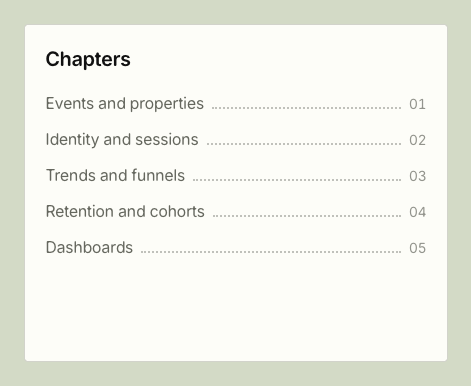 Chapters
Events and properties 01
Identity and sessions 02
Trends and funnels 03
Retention and cohorts 04
Dashboards 05